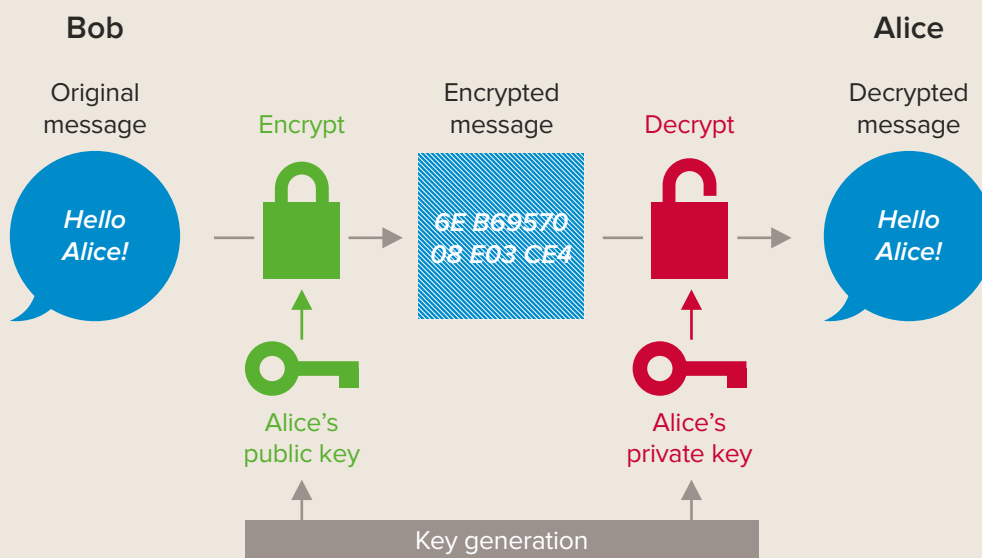 Bob
Alice
Original
message
Encrypt
Encrypted
message
Decrypt
Decrypted
message
Hello
Alice!
6E B69570
08 E03 CE4
Hello
Alice!
Alice’s
public key
Alice’s
private key
Key generation